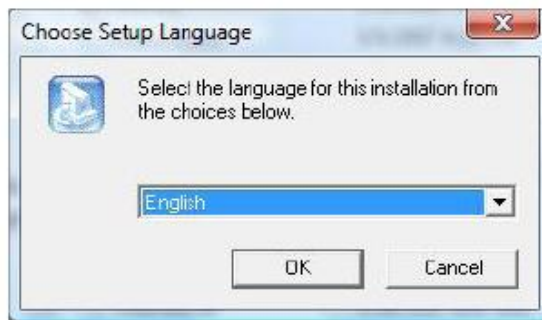 Choose Setup Language
Select the language for this installation from
the choices below.
English
OK
Cancel